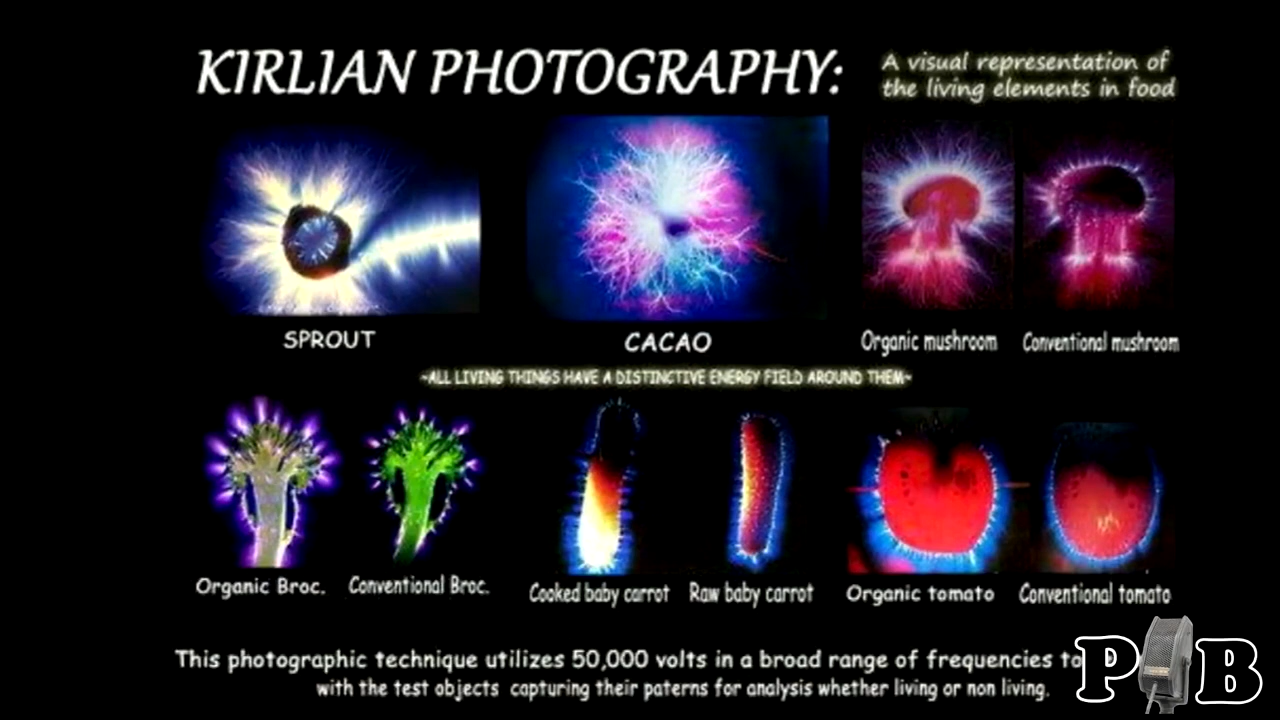 KIRLIAN PHOTOGRAPHY:
A visual representation of
the living elements in food
SPROUT
CACAO
Organic mushroom
Conventional mushroom
~ALL LIVING THINGS HAVE A DISTINCTIVE ENERGY FIELD AROUND THEM~
Organic Broc.
Conventional Broc.
Cooked baby carrot
Raw baby carrot
Organic tomato
Conventional tomato
This photographic technique utilizes 50,000 volts in a broad range of frequencies to
with the test objects capturing their paterns for analysis whether living or non living.
P B